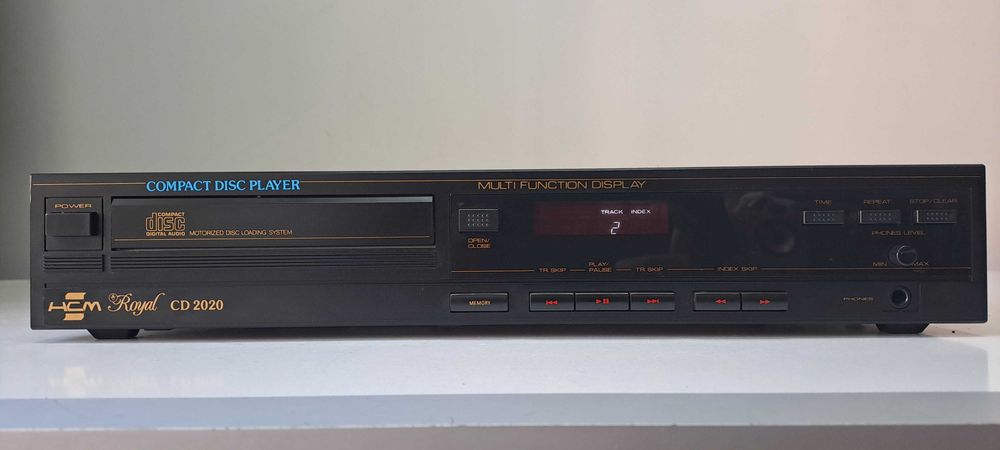 COMPACT DISC PLAYER
MULTI FUNCTION DISPLAY
POWER
COMPACT
disc
DIGITAL AUDIO
MOTORIZED DISC LOADING SYSTEM
OPEN/
CLOSE
TRACK INDEX
2
TIME
REPEAT
STOP/CLEAR
PHONES LEVEL
MIN MAX
TR. SKIP
PLAY/
PAUSE
TR. SKIP
INDEX SKIP
HCM
Royal
CD 2020
MEMORY
PHONES